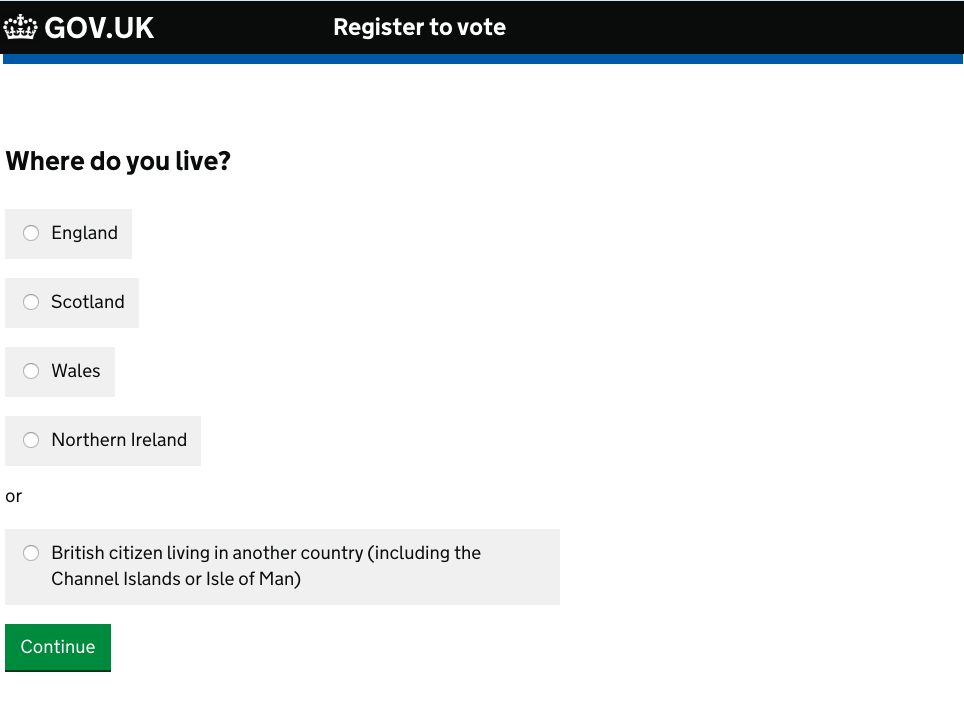 GOV.UK
Register to vote
Where do you live?
England
Scotland
Wales
Northern Ireland
or
British citizen living in another country (including the
Channel Islands or Isle of Man)
Continue